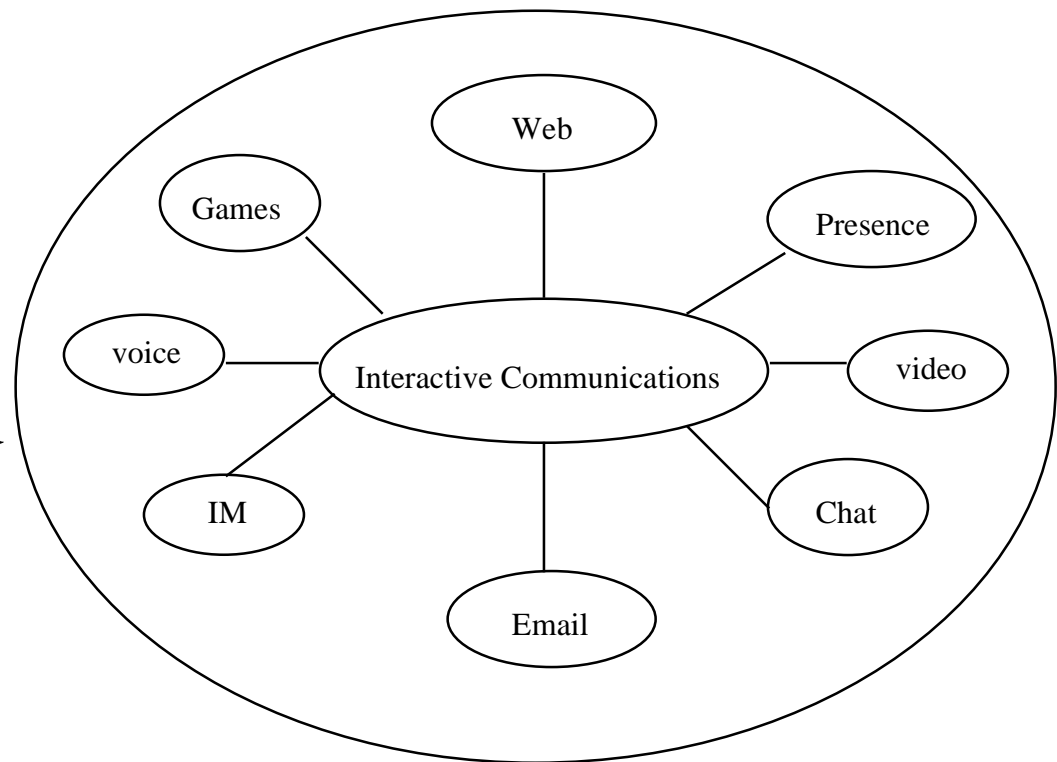 Web
Games
Presence
voice
Interactive Communications
video
IM
Chat
Email